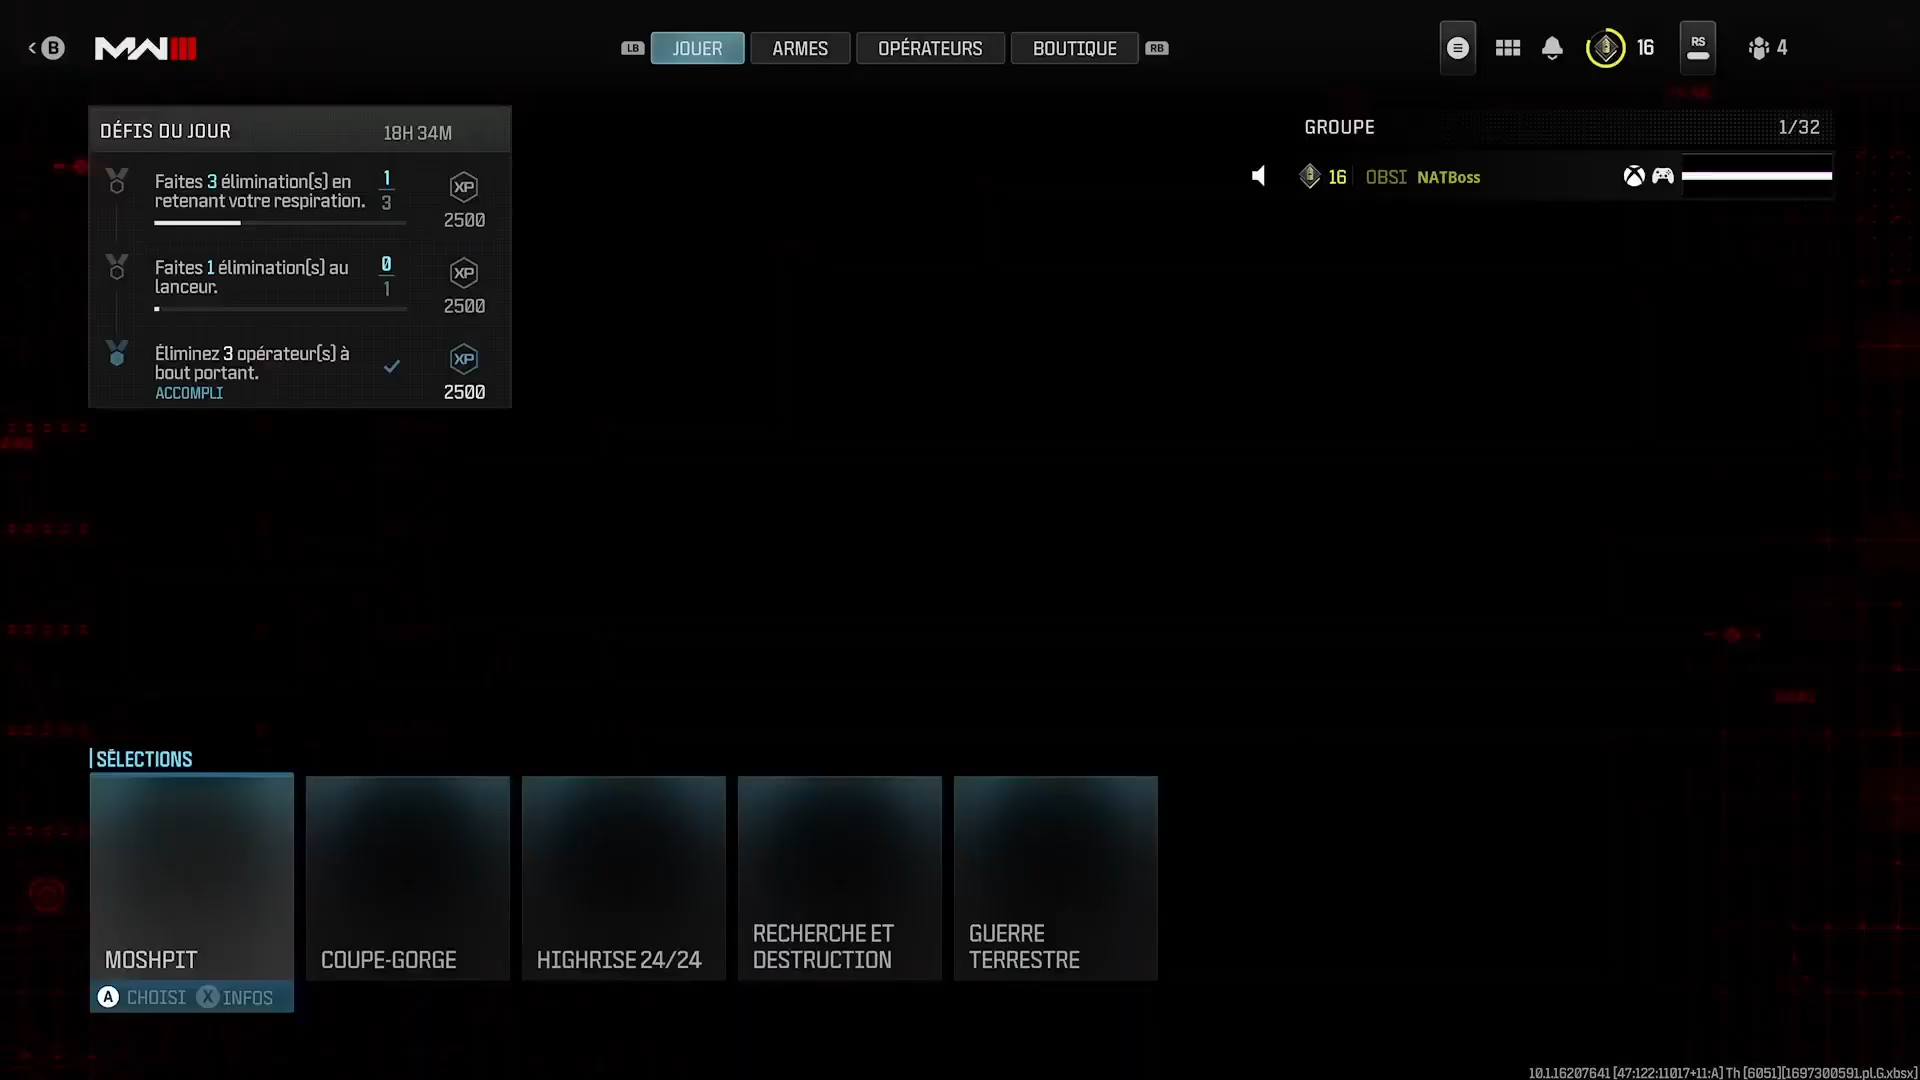 B
MWIII
LB JOUER ARMES OPÉRATEURS BOUTIQUE RB
16
RS
4
DÉFIS DU JOUR 18H 34M
Faites 3 élimination(s) en
retenant votre respiration.
1
3
XP
2500
Faites 1 élimination(s) au
lanceur.
0
1
XP
2500
Éliminez 3 opérateur(s) à
bout portant.
ACCOMPLI
XP
2500
GROUPE 1/32
16 OBSI NATBoss
SÉLECTIONS
MOSHPIT
COUPE-GORGE
HIGHRISE 24/24
RECHERCHE ET
DESTRUCTION
GUERRE
TERRESTRE
A CHOISI X INFOS
10.1.16207641 [47:122:11017+11:A] Th [6051][1697300591.pl.G.xbsx]